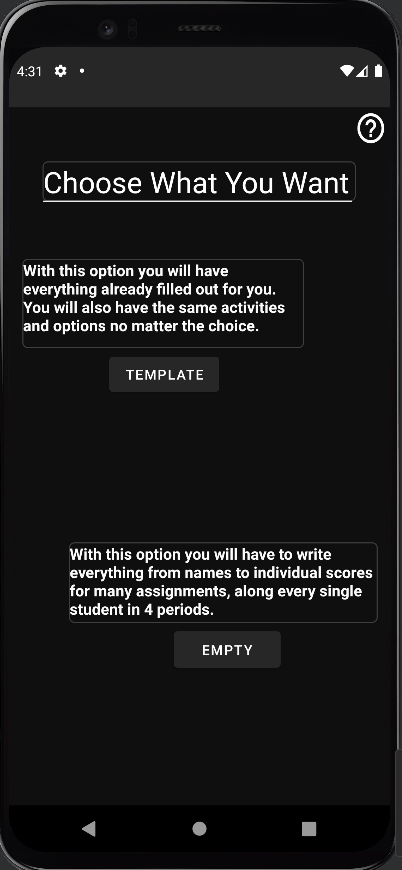 4:31
Choose What You Want
With this option you will have
everything already filled out for you.
You will also have the same activities
and options no matter the choice.
TEMPLATE
With this option you will have to write
everything from names to individual scores
for many assignments, along every single
student in 4 periods.
EMPTY